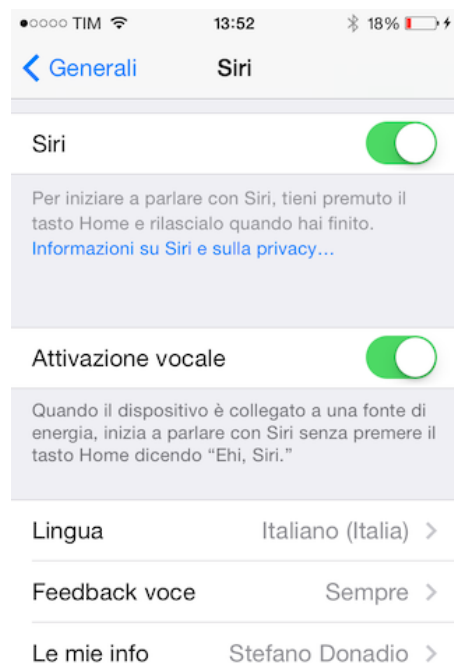 TIM 13:52 18%
Generali Siri
Siri
Per iniziare a parlare con Siri, tieni premuto il
tasto Home e rilascialo quando hai finito.
Informazioni su Siri e sulla privacy…
Attivazione vocale
Quando il dispositivo è collegato a una fonte di
energia, inizia a parlare con Siri senza premere il
tasto Home dicendo “Ehi, Siri.”
Lingua Italiano (Italia)
Feedback voce Sempre
Le mie info Stefano Donadio